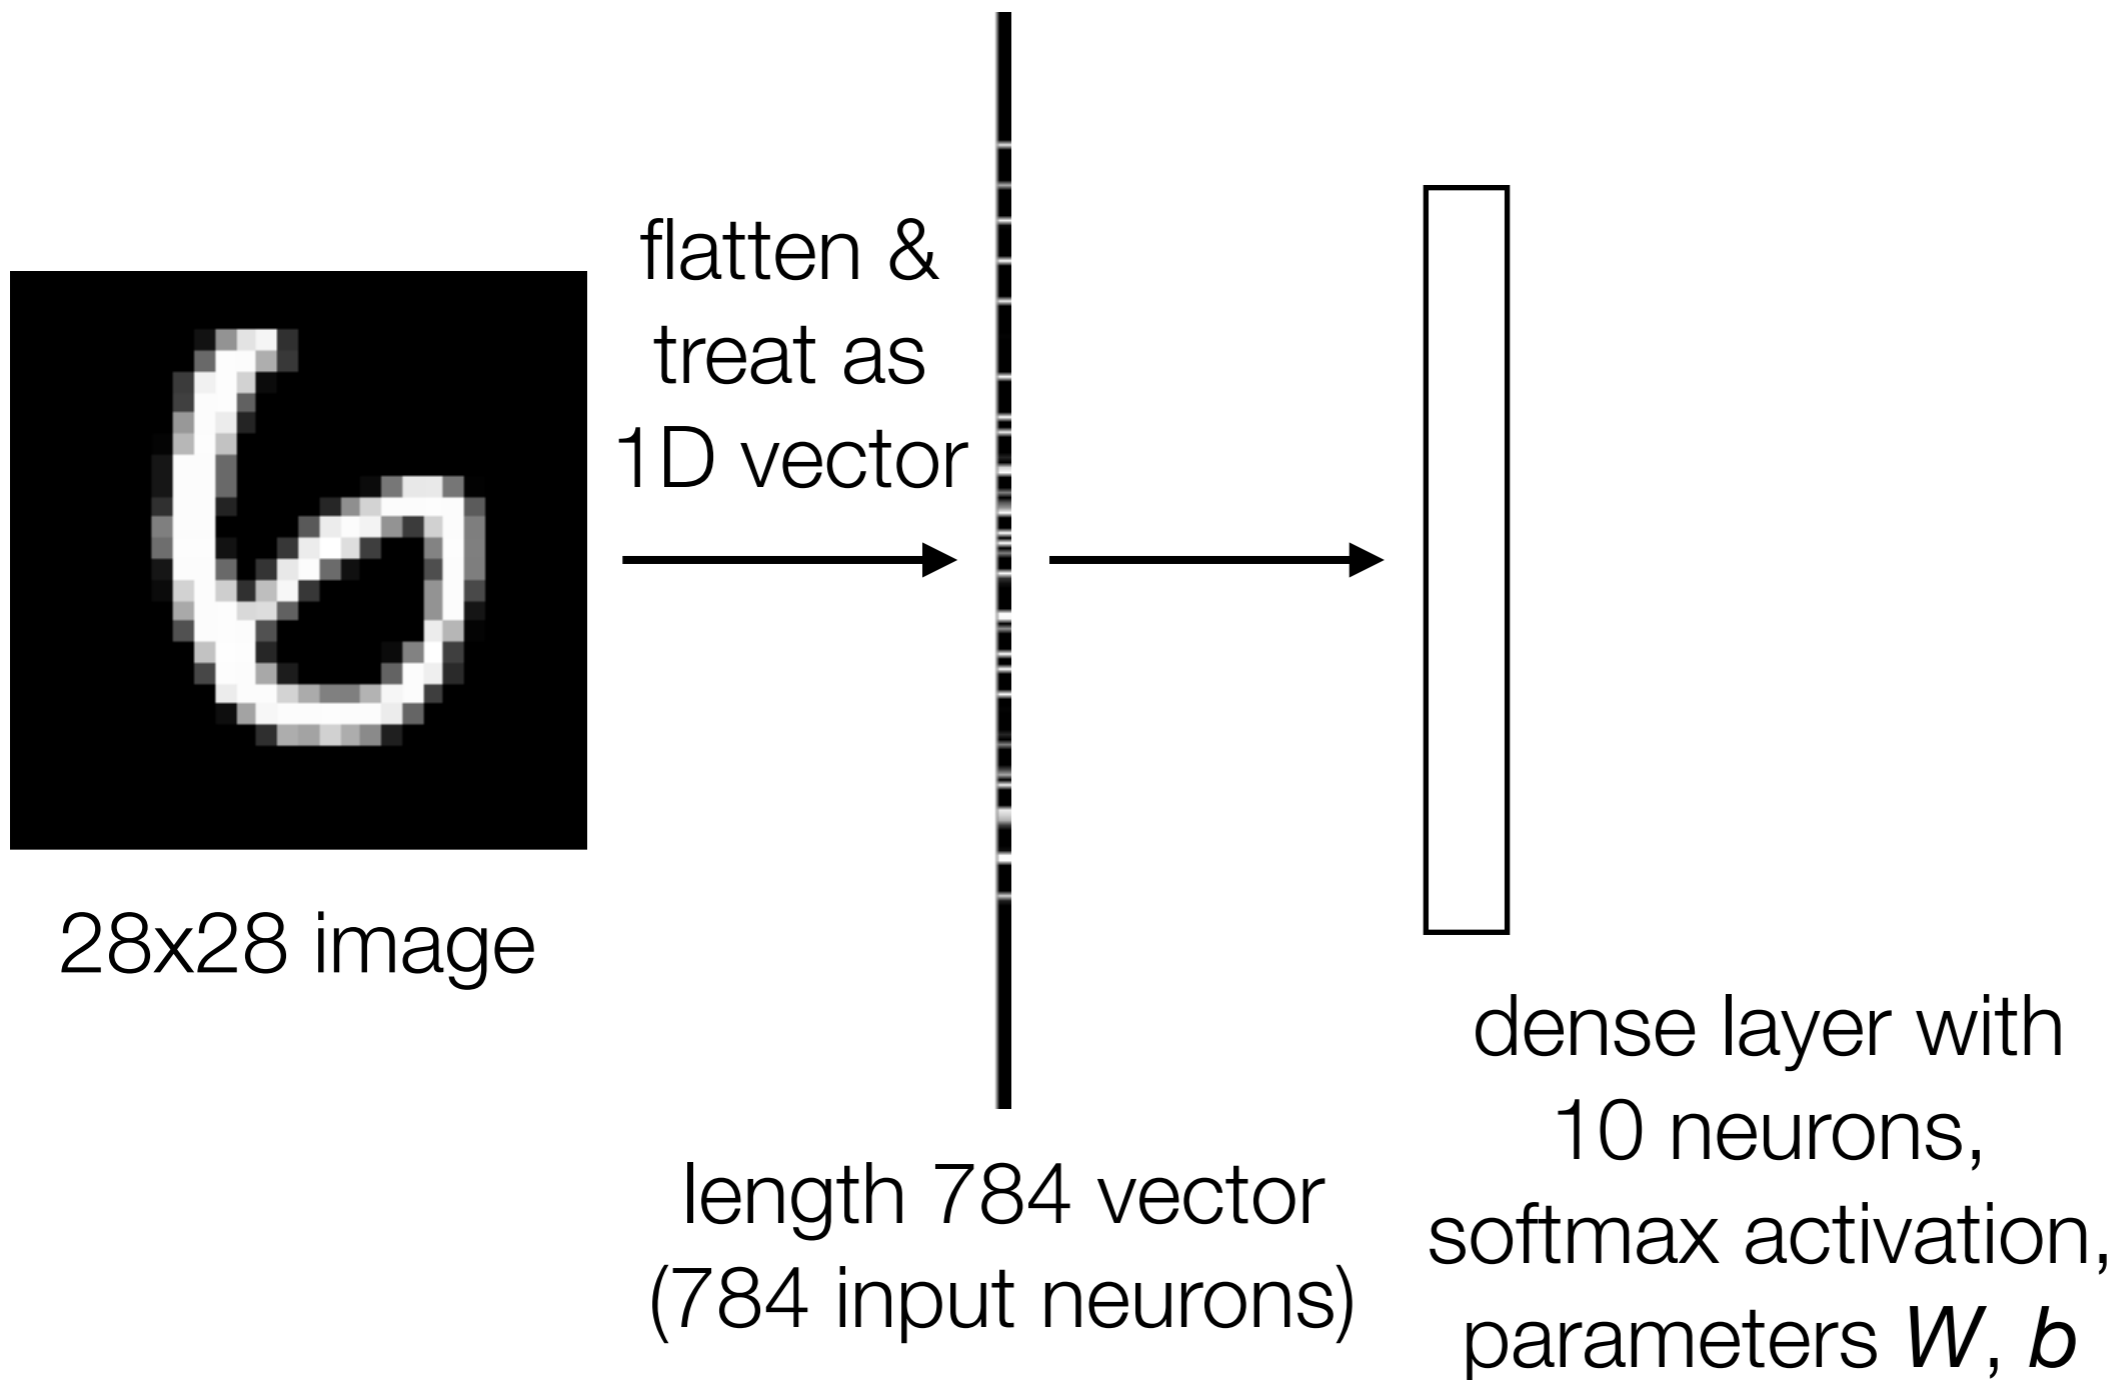 flatten &
treat as
1D vector
28x28 image
length 784 vector
(784 input neurons)
dense layer with
10 neurons,
softmax activation,
parameters W, b